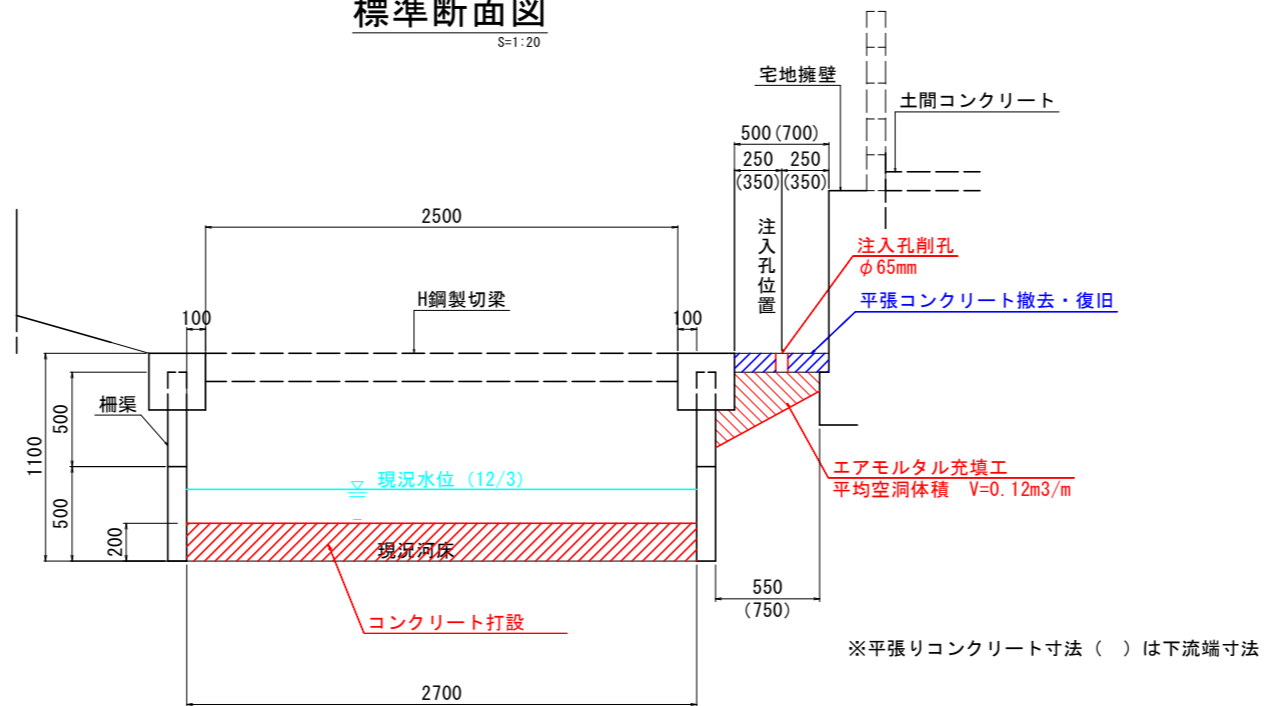 標準断面図
S=1:20
宅地擁壁
土間コンクリート
500(700)
250
250
(350)
(350)
2500
注入孔位置
注入孔削孔
φ65mm
平張コンクリート撤去・復旧
H鋼製切梁
100
100
柵渠
500
1100
現況水位 (12/3)
エアモルタル充填工
平均空洞体積 V=0.12m3/m
500
200
現況河床
550
(750)
コンクリート打設
※平張りコンクリート寸法( )は下流端寸法
2700